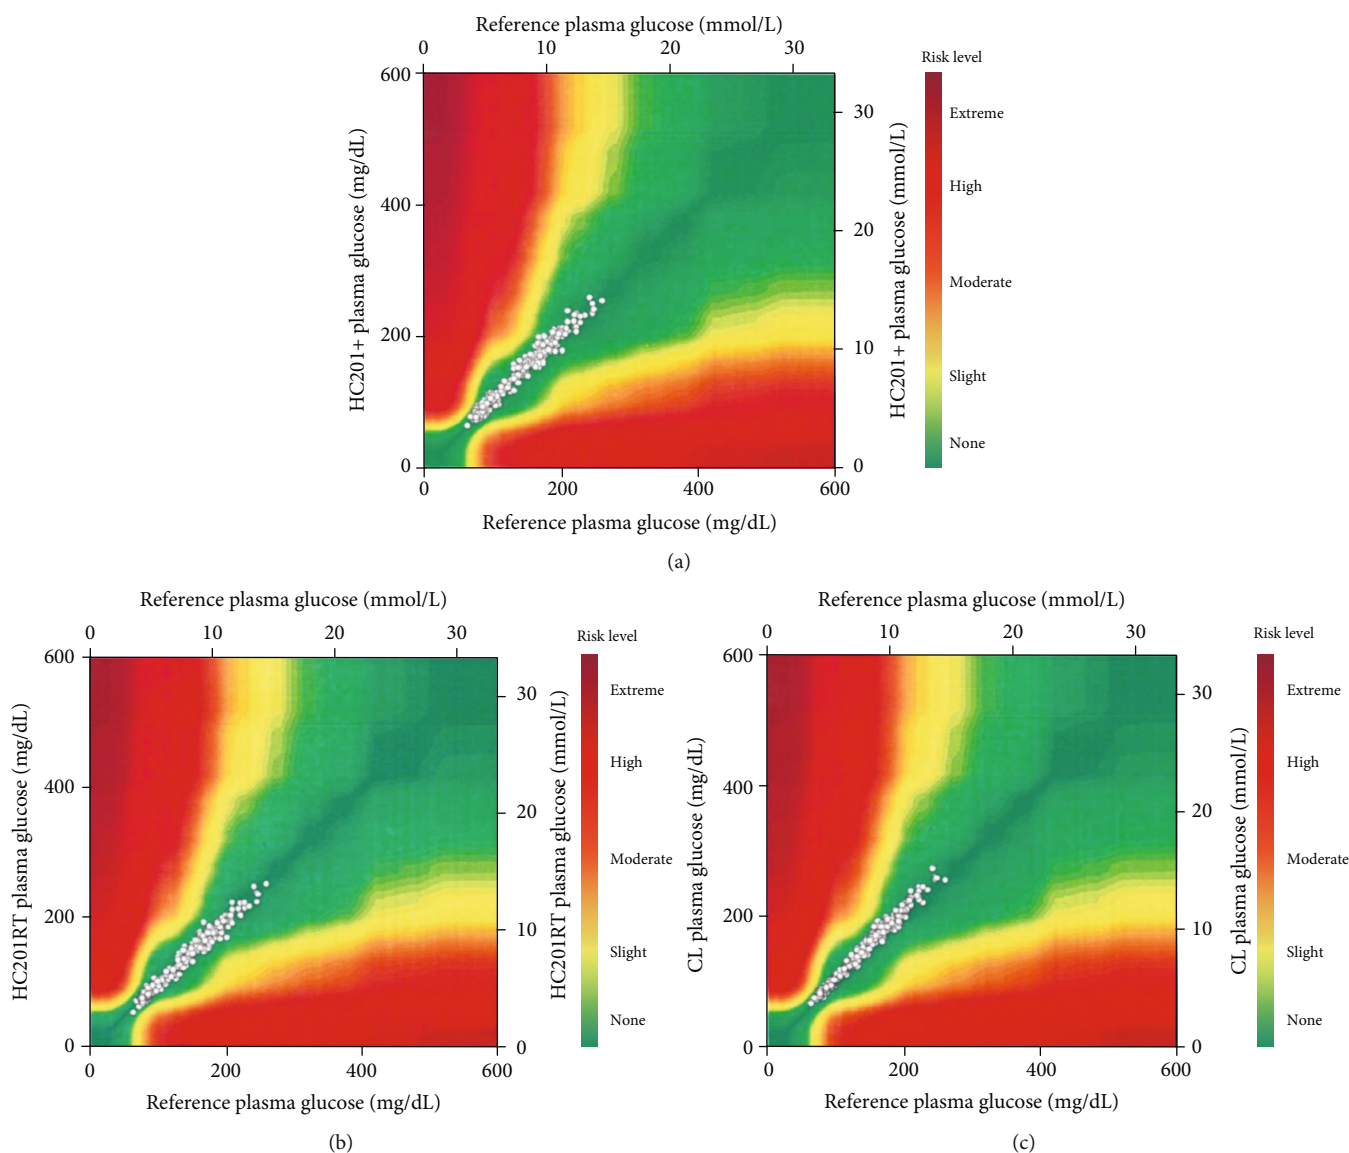 Reference plasma glucose (mmol/L)
0 10 20 30
Risk level
600
400
200
0
HC201+ plasma glucose (mg/dL)
30
20
10
0
HC201+ plasma glucose (mmol/L)
Extreme
High
Moderate
Slight
None
0 200 400 600
Reference plasma glucose (mg/dL)
(a)
Reference plasma glucose (mmol/L)
0 10 20 30
Risk level
600
400
200
0
HC201RT plasma glucose (mg/dL)
30
20
10
0
HC201RT plasma glucose (mmol/L)
Extreme
High
Moderate
Slight
None
0 200 400 600
Reference plasma glucose (mg/dL)
(b)
Reference plasma glucose (mmol/L)
0 10 20 30
Risk level
600
400
200
0
CL plasma glucose (mg/dL)
30
20
10
0
CL plasma glucose (mmol/L)
Extreme
High
Moderate
Slight
None
0 200 400 600
Reference plasma glucose (mg/dL)
(c)